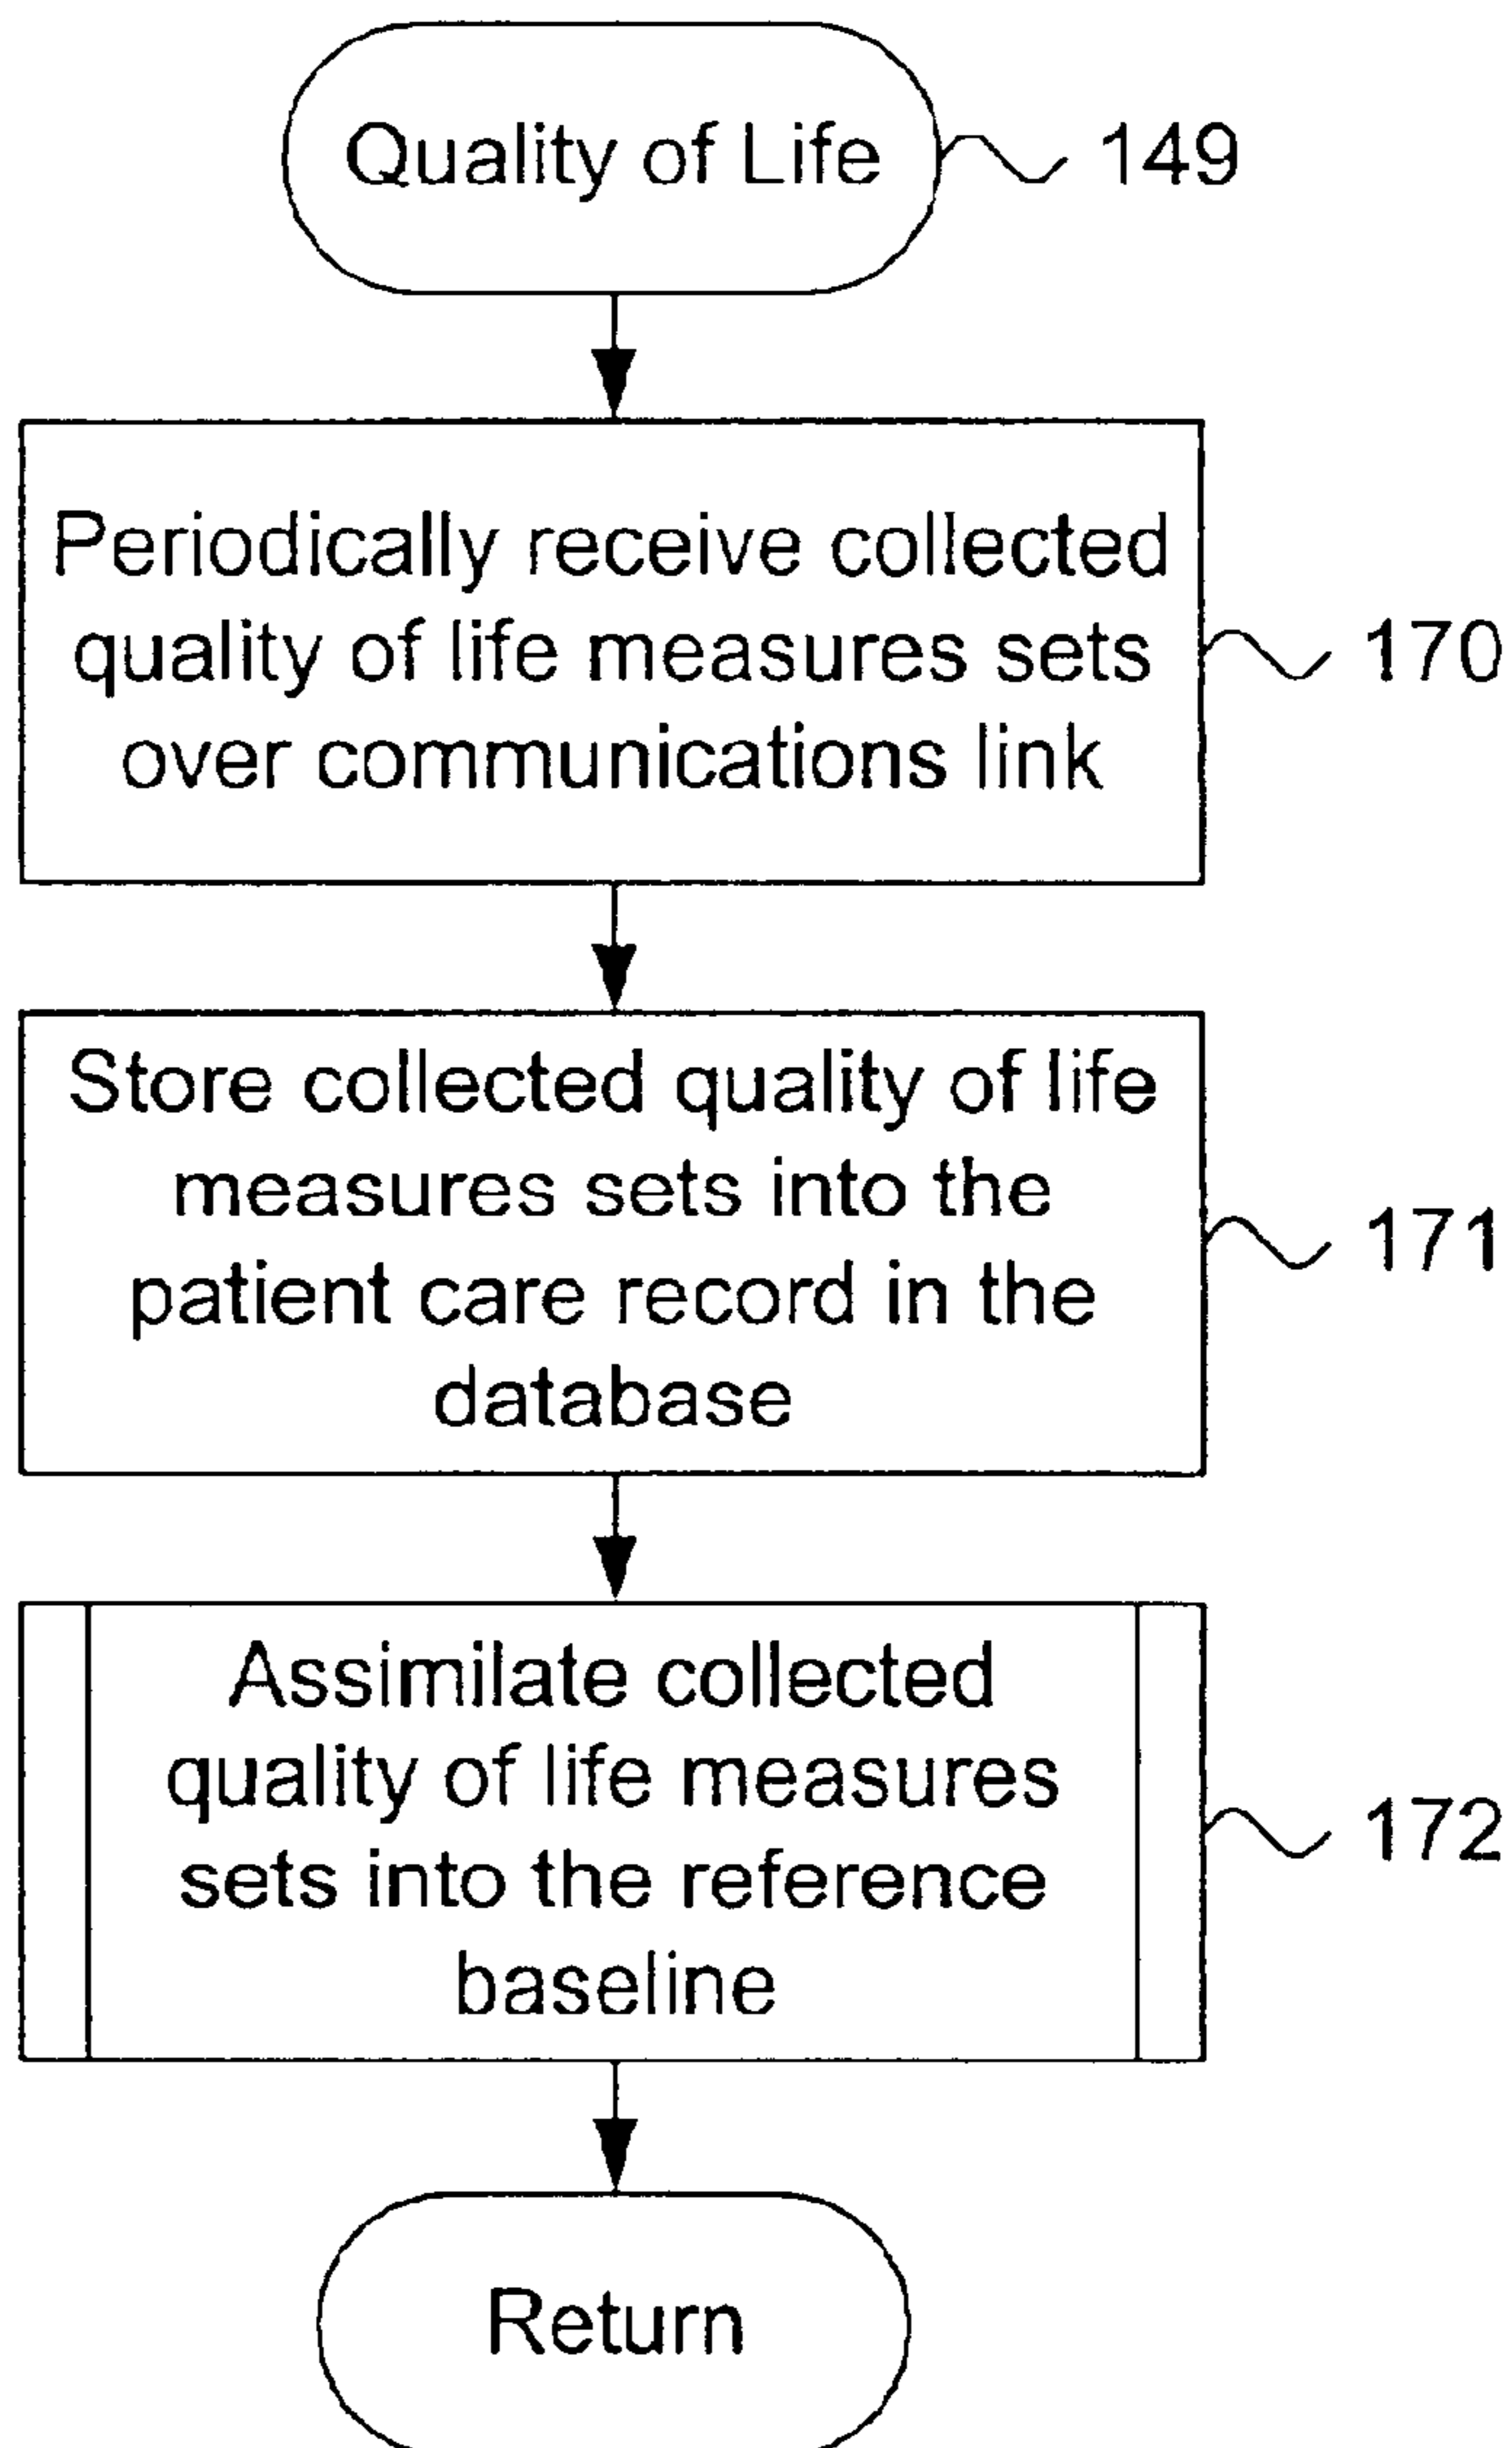 Quality of Life
149
Periodically receive collected
quality of life measures sets
over communications link
170
Store collected quality of life
measures sets into the
patient care record in the
database
171
Assimilate collected
quality of life measures
sets into the reference
baseline
172
Return